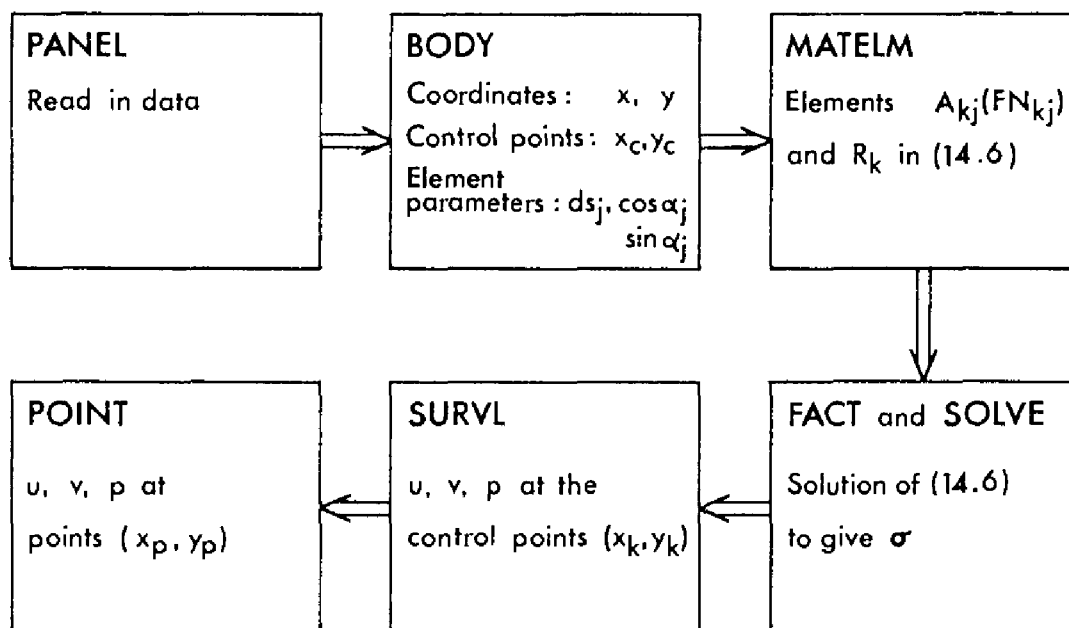 PANEL
Read in data
BODY
Coordinates : x, y
Control points : x_c, y_c
Element
parameters : ds_j, cos α_j
sin α_j
MATELM
Elements A_kj(FN_kj)
and R_k in (14.6)
POINT
u, v, p at
points (x_p, y_p)
SURVL
u, v, p at the
control points (x_k, y_k)
FACT and SOLVE
Solution of (14.6)
to give σ